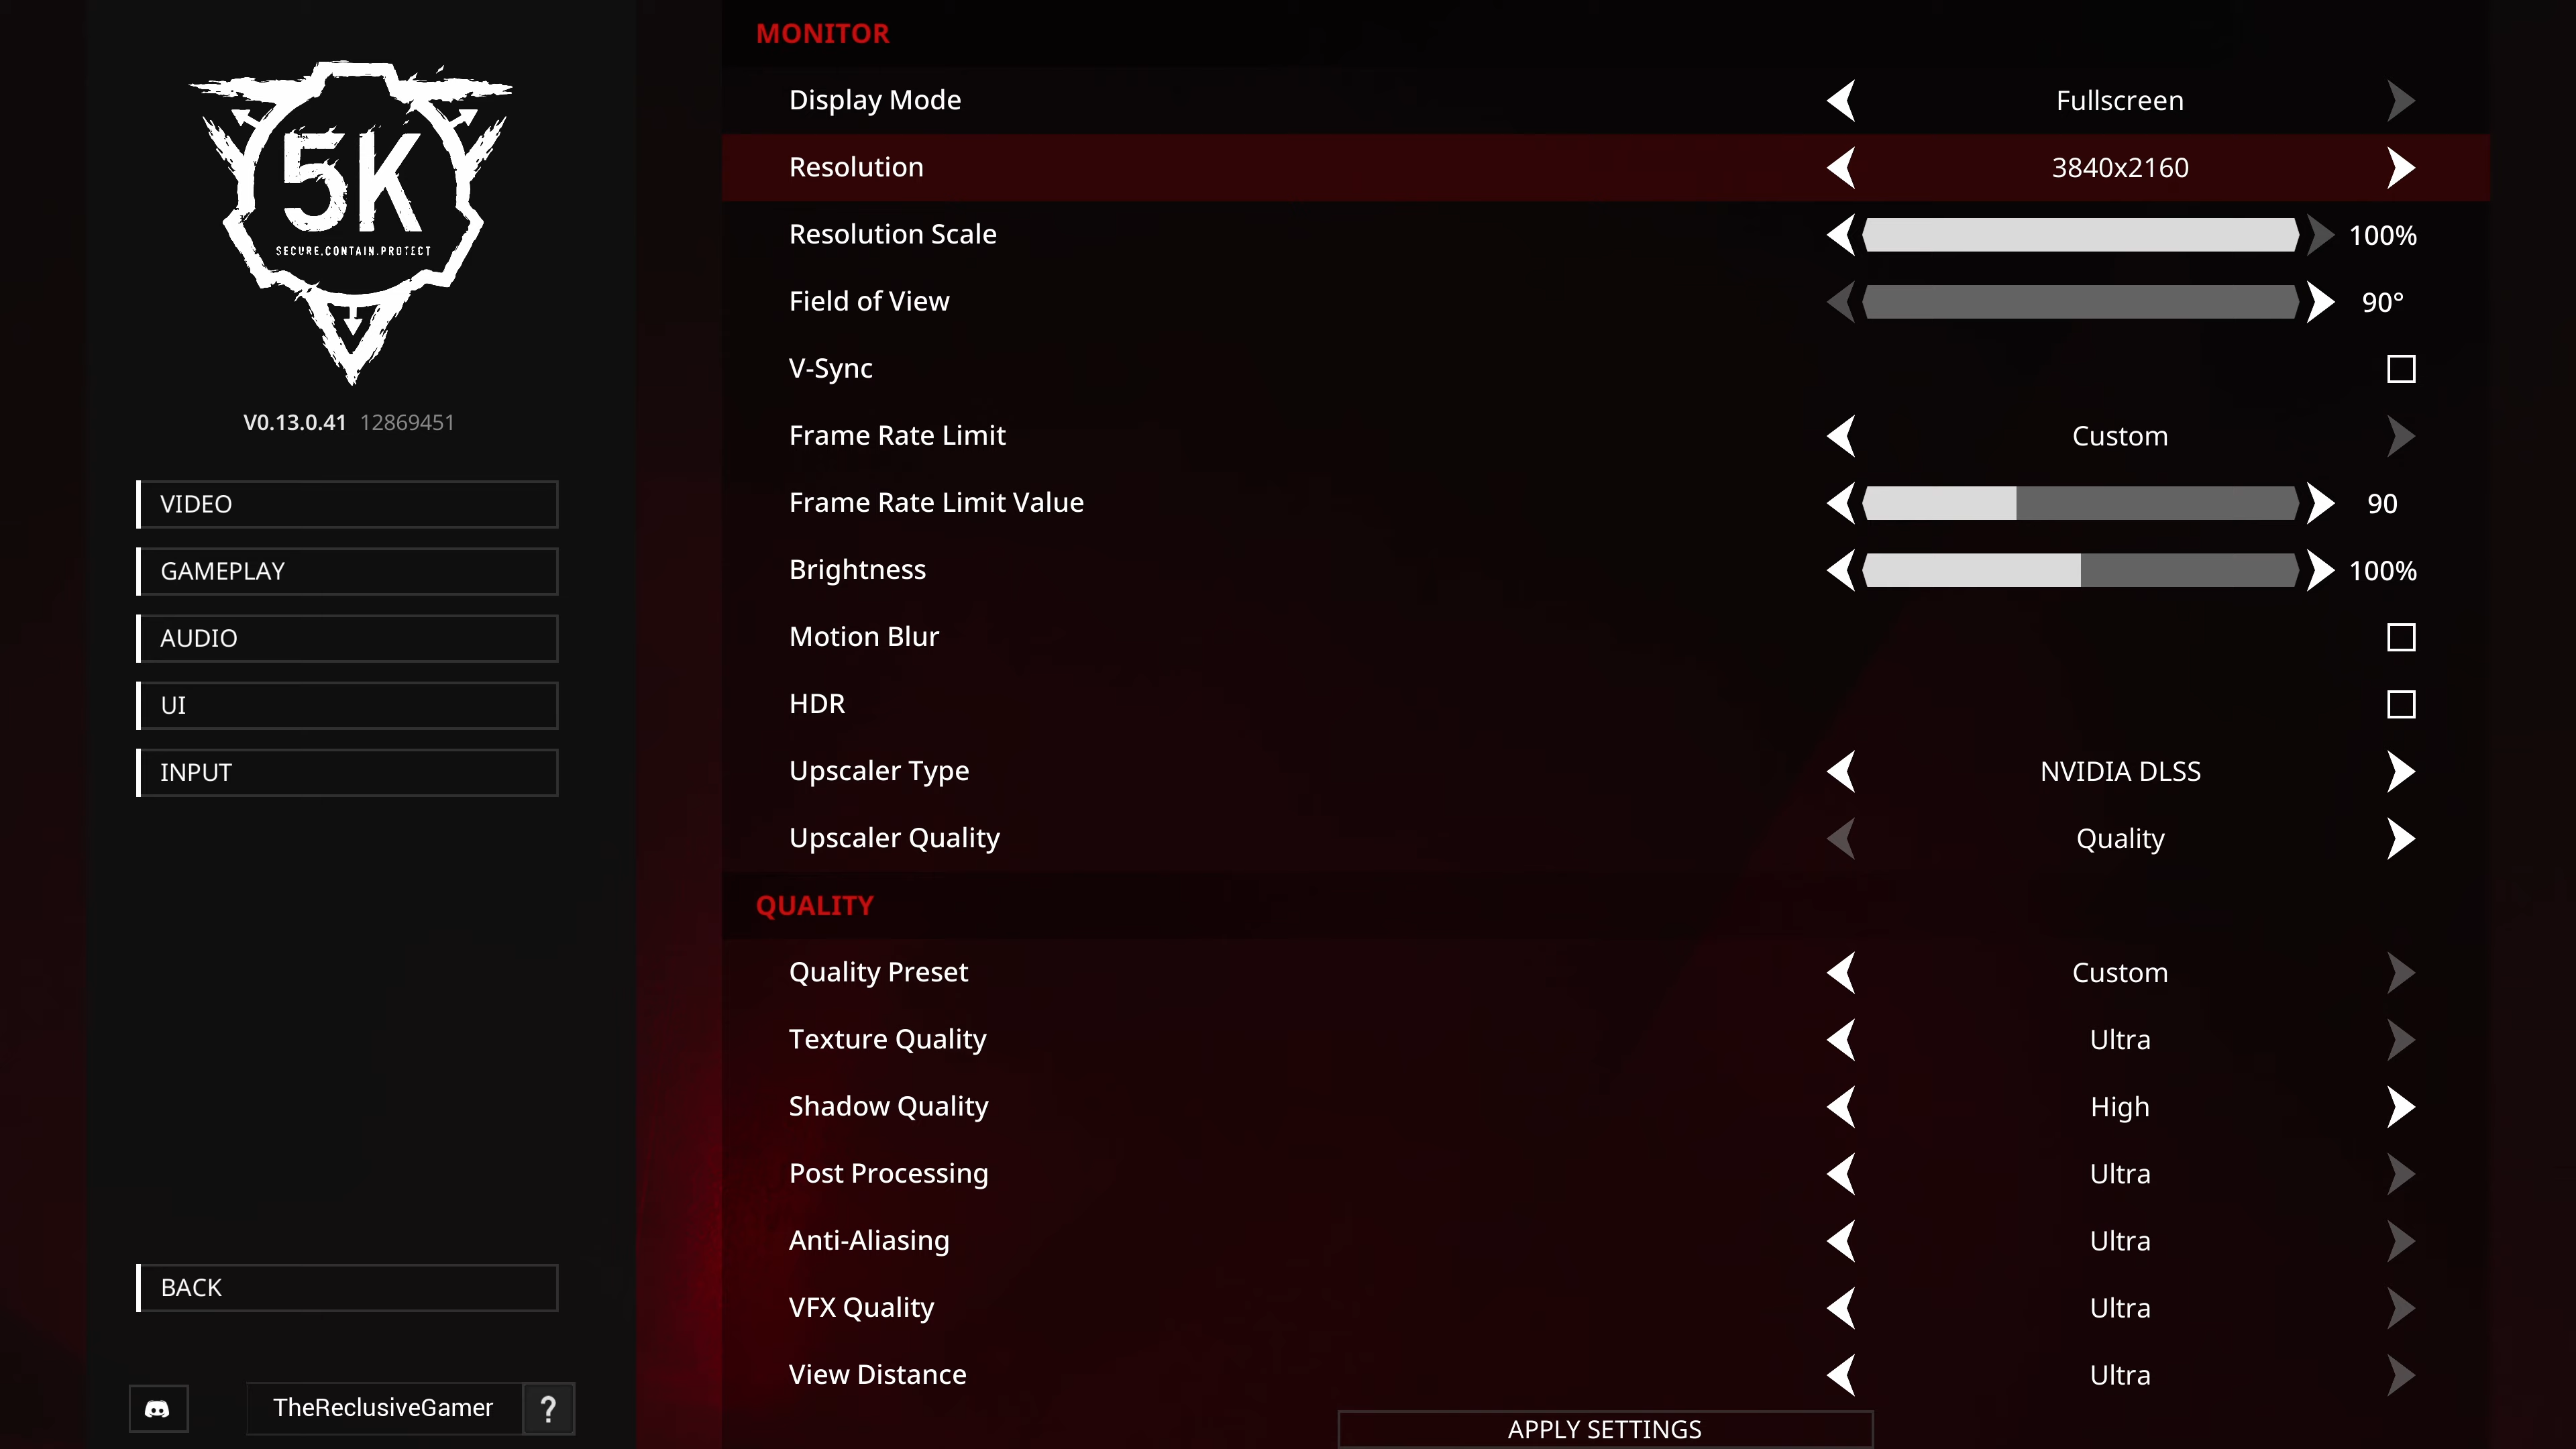 5K
SECURE.CONTAIN.PROTECT
V0.13.0.41 12869451
VIDEO
GAMEPLAY
AUDIO
UI
INPUT
BACK
TheReclusiveGamer ?
MONITOR
Display Mode Fullscreen
Resolution 3840x2160
Resolution Scale 100%
Field of View 90°
V-Sync
Frame Rate Limit Custom
Frame Rate Limit Value 90
Brightness 100%
Motion Blur
HDR
Upscaler Type NVIDIA DLSS
Upscaler Quality Quality
QUALITY
Quality Preset Custom
Texture Quality Ultra
Shadow Quality High
Post Processing Ultra
Anti-Aliasing Ultra
VFX Quality Ultra
View Distance Ultra
APPLY SETTINGS